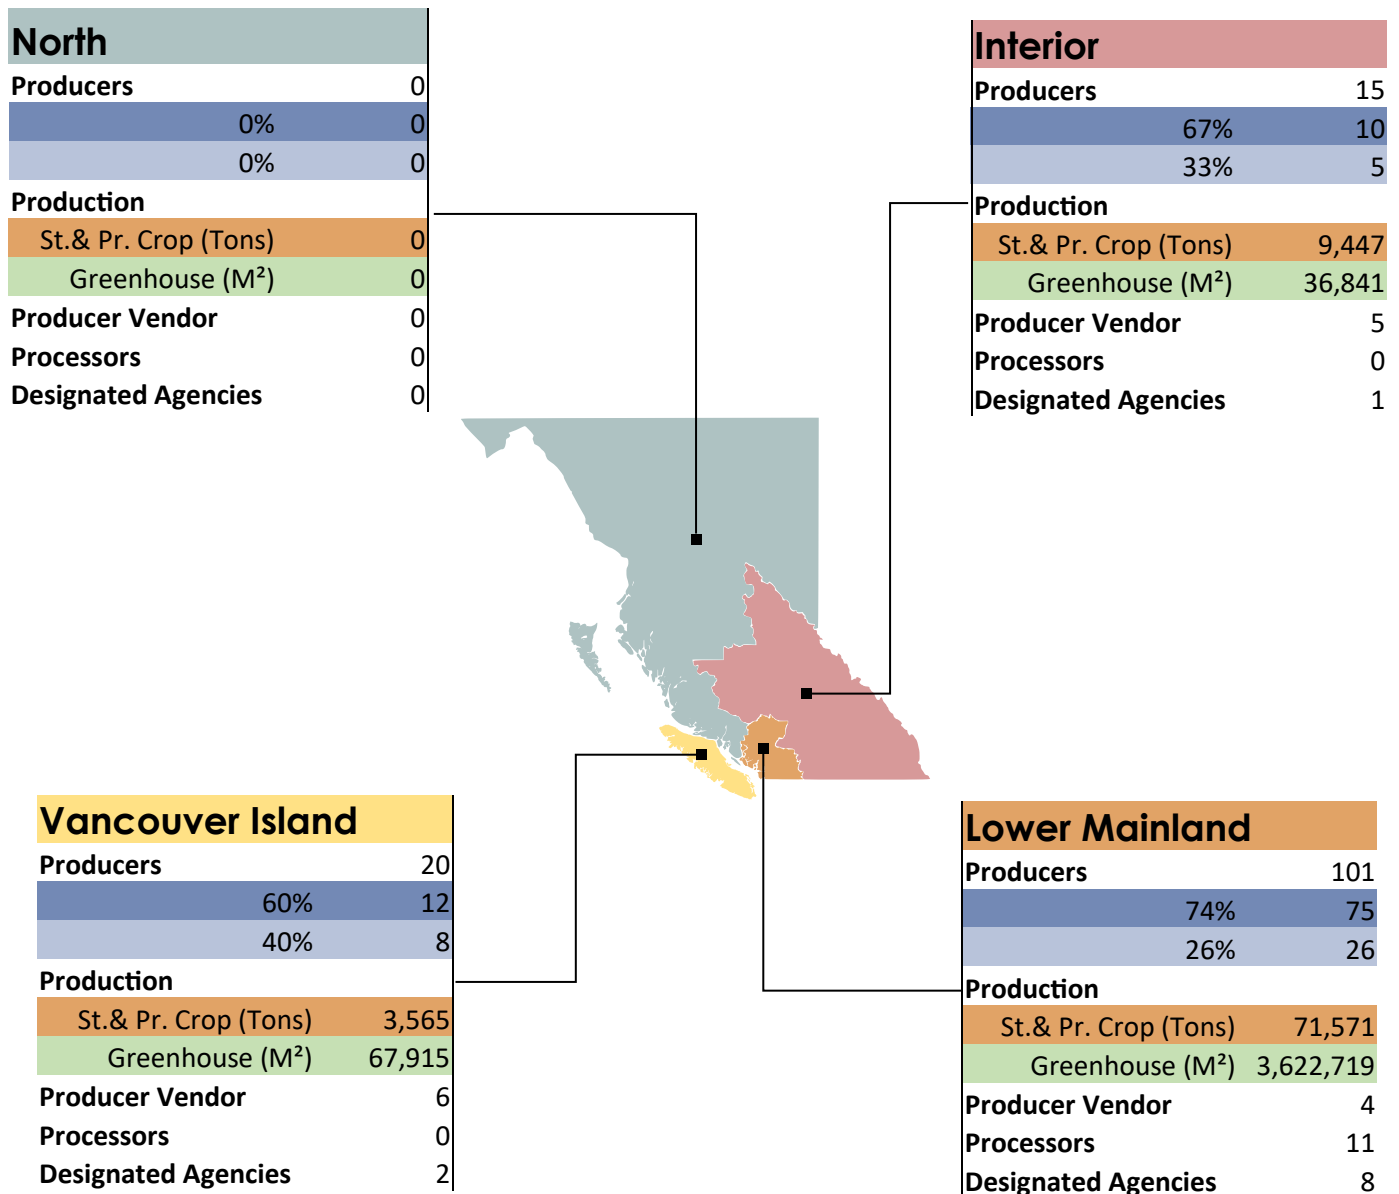 North
Producers 0
0% 0
0% 0
Production
St.& Pr. Crop (Tons) 0
Greenhouse (M²) 0
Producer Vendor 0
Processors 0
Designated Agencies 0
Interior
Producers 15
67% 10
33% 5
Production
St.& Pr. Crop (Tons) 9,447
Greenhouse (M²) 36,841
Producer Vendor 5
Processors 0
Designated Agencies 1
Vancouver Island
Producers 20
60% 12
40% 8
Production
St.& Pr. Crop (Tons) 3,565
Greenhouse (M²) 67,915
Producer Vendor 6
Processors 0
Designated Agencies 2
Lower Mainland
Producers 101
74% 75
26% 26
Production
St.& Pr. Crop (Tons) 71,571
Greenhouse (M²) 3,622,719
Producer Vendor 4
Processors 11
Designated Agencies 8